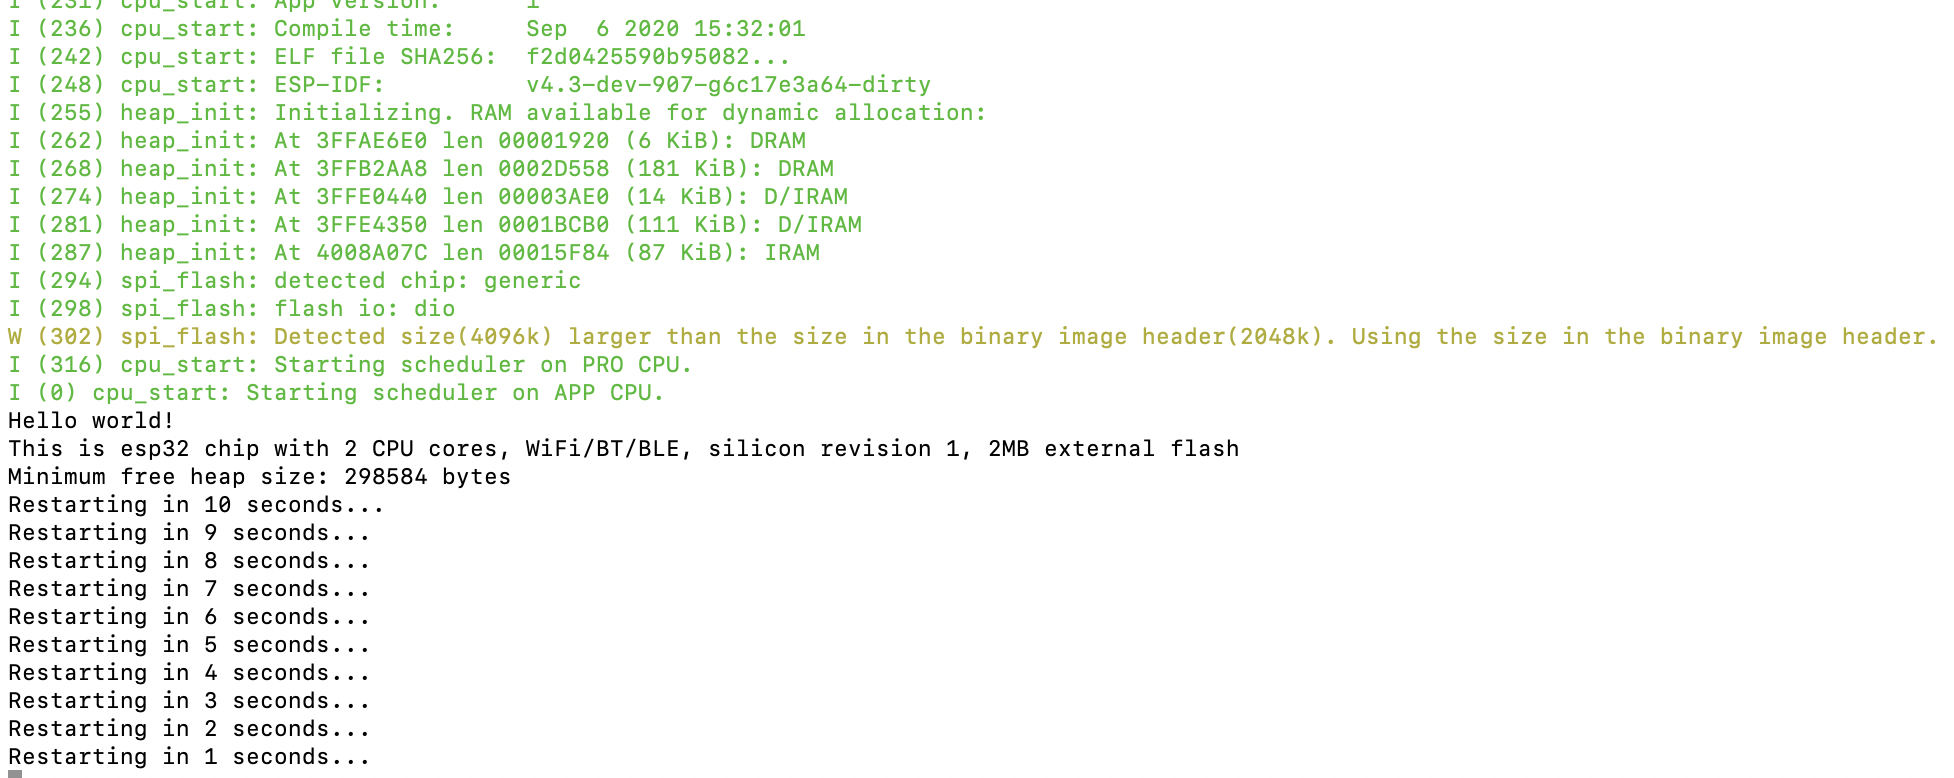 I (231) cpu_start: App version:      1
I (236) cpu_start: Compile time:     Sep  6 2020 15:32:01
I (242) cpu_start: ELF file SHA256:  f2d0425590b95082...
I (248) cpu_start: ESP-IDF:          v4.3-dev-907-g6c17e3a64-dirty
I (255) heap_init: Initializing. RAM available for dynamic allocation:
I (262) heap_init: At 3FFAE6E0 len 00001920 (6 KiB): DRAM
I (268) heap_init: At 3FFB2AA8 len 0002D558 (181 KiB): DRAM
I (274) heap_init: At 3FFE0440 len 00003AE0 (14 KiB): D/IRAM
I (281) heap_init: At 3FFE4350 len 0001BCB0 (111 KiB): D/IRAM
I (287) heap_init: At 4008A07C len 00015F84 (87 KiB): IRAM
I (294) spi_flash: detected chip: generic
I (298) spi_flash: flash io: dio
W (302) spi_flash: Detected size(4096k) larger than the size in the binary image header(2048k). Using the size in the binary image header.
I (316) cpu_start: Starting scheduler on PRO CPU.
I (0) cpu_start: Starting scheduler on APP CPU.
Hello world!
This is esp32 chip with 2 CPU cores, WiFi/BT/BLE, silicon revision 1, 2MB external flash
Minimum free heap size: 298584 bytes
Restarting in 10 seconds...
Restarting in 9 seconds...
Restarting in 8 seconds...
Restarting in 7 seconds...
Restarting in 6 seconds...
Restarting in 5 seconds...
Restarting in 4 seconds...
Restarting in 3 seconds...
Restarting in 2 seconds...
Restarting in 1 seconds...